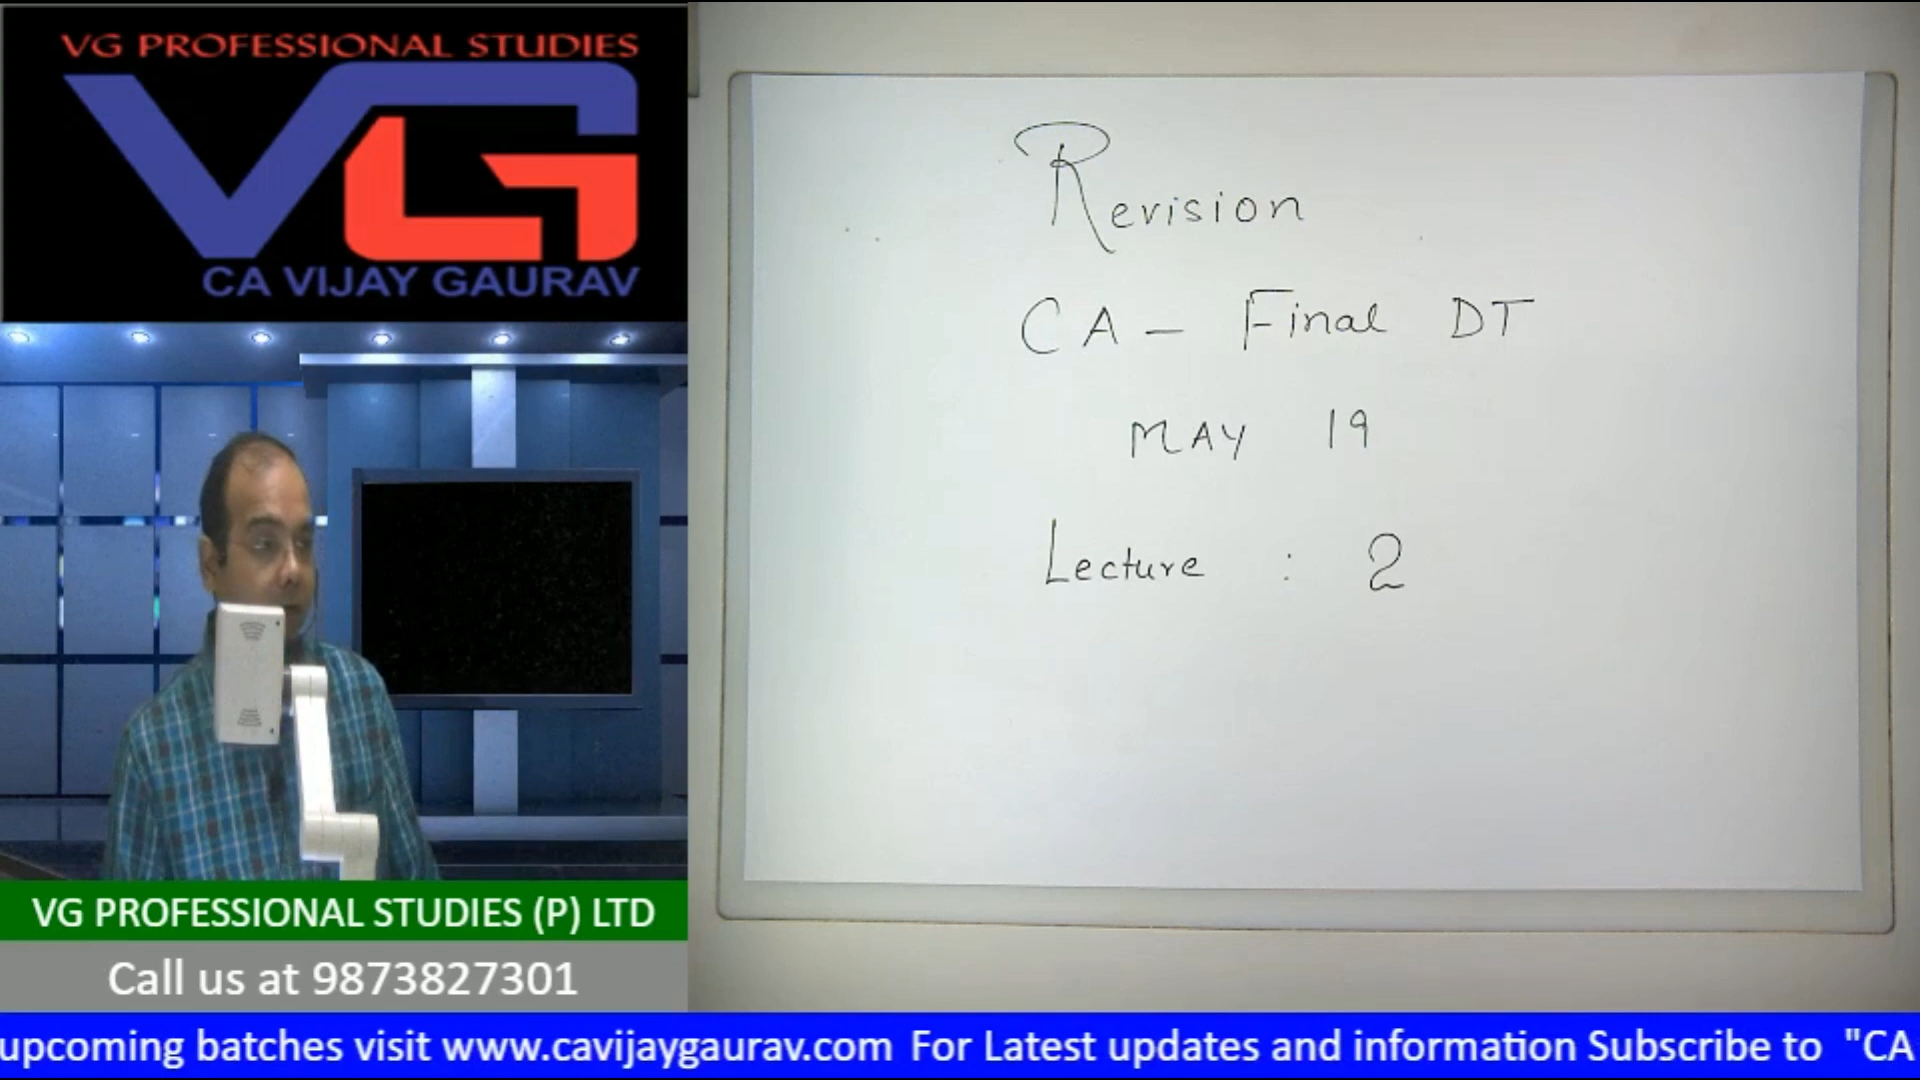 VG PROFESSIONAL STUDIES
VG
CA VIJAY GAURAV
Revision
CA - Final DT
MAY 19
Lecture : 2
VG PROFESSIONAL STUDIES (P) LTD
Call us at 9873827301
upcoming batches visit www.cavijaygaurav.com For Latest updates and information Subscribe to "CA